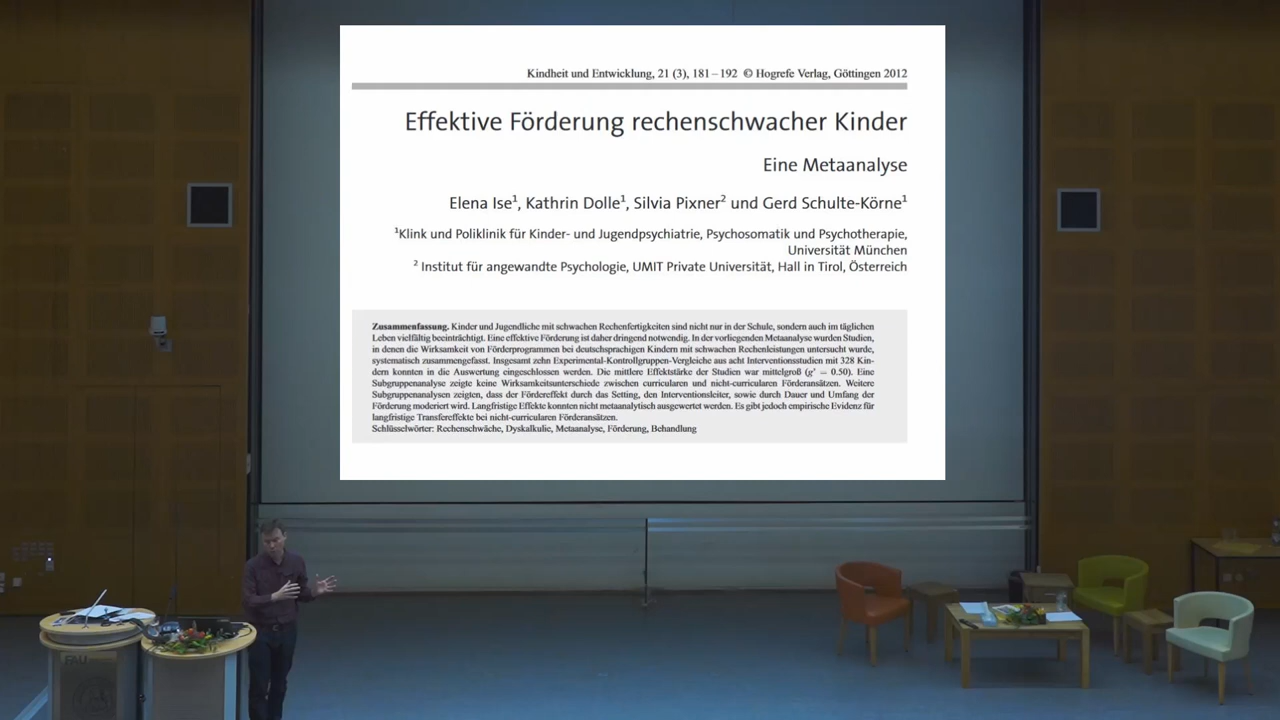 Kindheit und Entwicklung, 21 (3), 181 – 192 © Hogrefe Verlag, Göttingen 2012
Effektive Förderung rechenschwacher Kinder
Eine Metaanalyse
Elena Ise¹, Kathrin Dolle¹, Silvia Pixner² und Gerd Schulte-Körne¹
¹Klink und Poliklinik für Kinder- und Jugendpsychiatrie, Psychosomatik und Psychotherapie,
Universität München
² Institut für angewandte Psychologie, UMIT Private Universität, Hall in Tirol, Österreich
Zusammenfassung. Kinder und Jugendliche mit schwachen Rechenfertigkeiten sind nicht nur in der Schule, sondern auch im täglichen
Leben vielfältig beeinträchtigt. Eine effektive Förderung ist daher dringend notwendig. In der vorliegenden Metaanalyse wurden Studien,
in denen die Wirksamkeit von Förderprogrammen bei deutschsprachigen Kindern mit schwachen Rechenleistungen untersucht wurde,
systematisch zusammengefasst. Insgesamt zehn Experimental-Kontrollgruppen-Vergleiche aus acht Interventionsstudien mit 328 Kin-
dern konnten in die Auswertung eingeschlossen werden. Die mittlere Effektstärke der Studien war mittelgroß (g' = 0.50). Eine
Subgruppenanalyse zeigte keine Wirksamkeitsunterschiede zwischen curricularen und nicht-curricularen Förderansätzen. Weitere
Subgruppenanalysen zeigten, dass der Fördereffekt durch das Setting, den Interventionsleiter, sowie durch Dauer und Umfang der
Förderung moderiert wird. Langfristige Effekte konnten nicht metaanalytisch ausgewertet werden. Es gibt jedoch empirische Evidenz für
langfristige Transfereffekte bei nicht-curricularen Förderansätzen.
Schlüsselwörter: Rechenschwäche, Dyskalkulie, Metaanalyse, Förderung, Behandlung
FAU